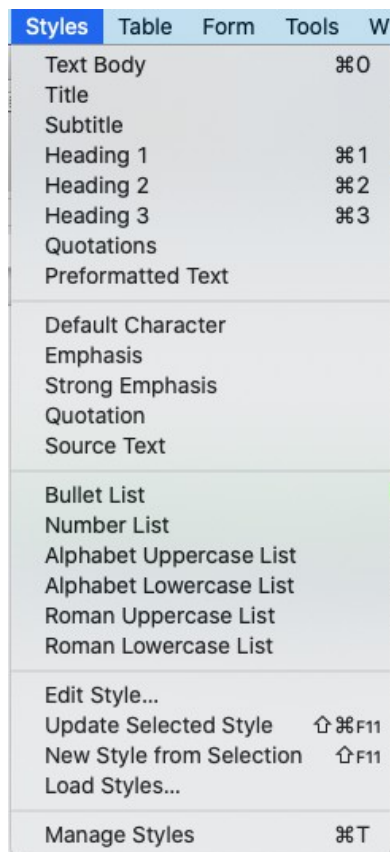 Styles Table Form Tools W
Text Body ⌘0
Title
Subtitle
Heading 1 ⌘1
Heading 2 ⌘2
Heading 3 ⌘3
Quotations
Preformatted Text
Default Character
Emphasis
Strong Emphasis
Quotation
Source Text
Bullet List
Number List
Alphabet Uppercase List
Alphabet Lowercase List
Roman Uppercase List
Roman Lowercase List
Edit Style...
Update Selected Style ⇧⌘F11
New Style from Selection ⇧F11
Load Styles...
Manage Styles ⌘T